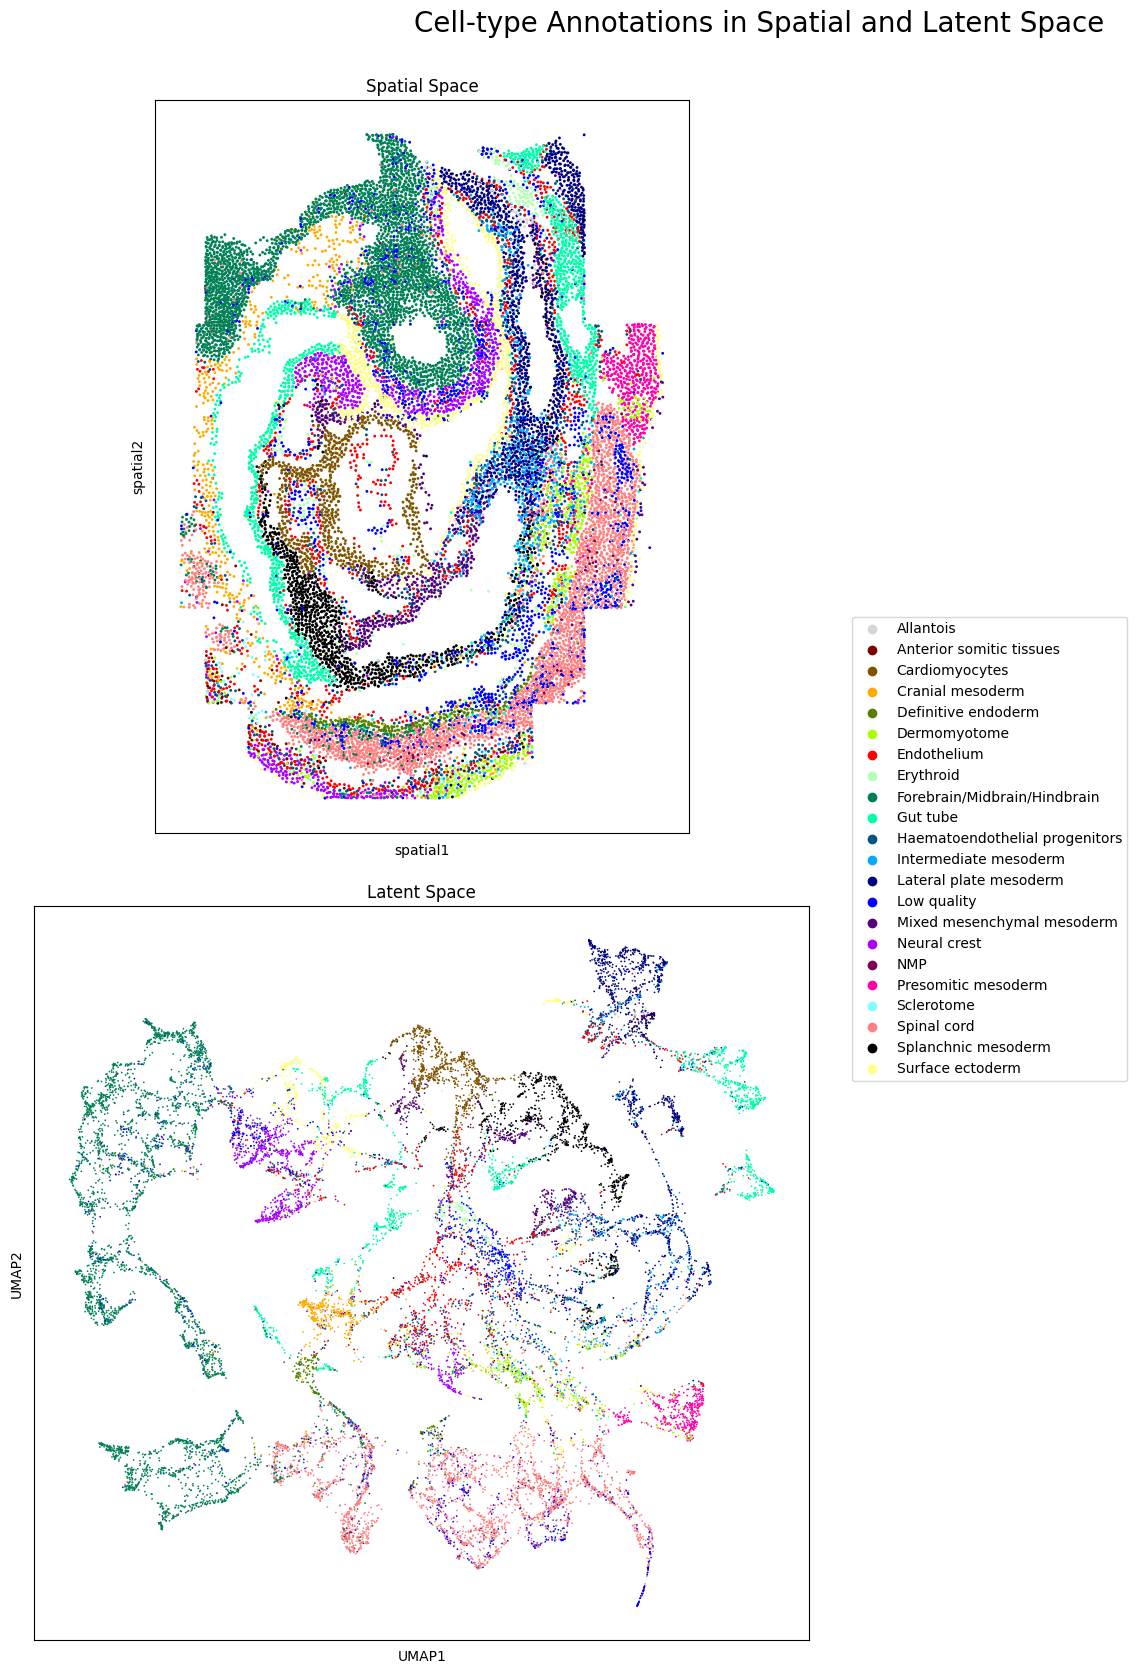 Cell-type Annotations in Spatial and Latent Space
Spatial Space
spatial2
spatial1
Allantois
Anterior somitic tissues
Cardiomyocytes
Cranial mesoderm
Definitive endoderm
Dermomyotome
Endothelium
Erythroid
Forebrain/Midbrain/Hindbrain
Gut tube
Haematoendothelial progenitors
Intermediate mesoderm
Lateral plate mesoderm
Low quality
Mixed mesenchymal mesoderm
Neural crest
NMP
Presomitic mesoderm
Sclerotome
Spinal cord
Splanchnic mesoderm
Surface ectoderm
Latent Space
UMAP2
UMAP1